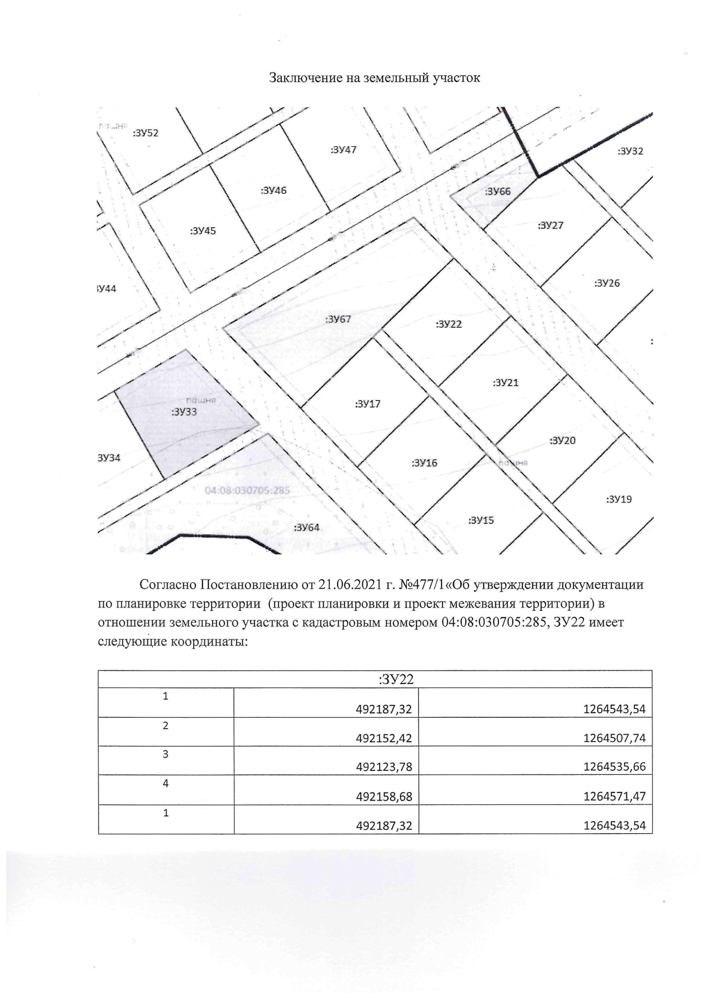 Заключение на земельный участок
пашня
:ЗУ52
:ЗУ47
:ЗУ32
:ЗУ46
:ЗУ66
:ЗУ45
:ЗУ27
ЗУ44
:ЗУ26
:ЗУ67
:ЗУ22
:
:ЗУ21
пашня
:ЗУ33
:ЗУ17
:ЗУ20
ЗУ34
:ЗУ16
пашня
04:08:030705:285
:ЗУ19
:ЗУ15
:ЗУ64
Согласно Постановлению от 21.06.2021 г. №477/1«Об утверждении документации
по планировке территории (проект планировки и проект межевания территории) в
отношении земельного участка с кадастровым номером 04:08:030705:285, ЗУ22 имеет
следующие координаты:
:ЗУ22
1 492187,32 1264543,54
2 492152,42 1264507,74
3 492123,78 1264535,66
4 492158,68 1264571,47
1 492187,32 1264543,54